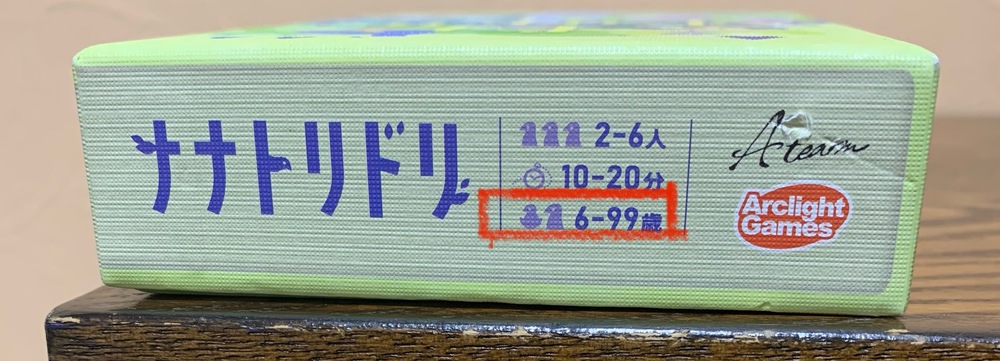 ナナトリドリ
2-6人
10-20分
6-99歳
Ateam
Arclight
Games